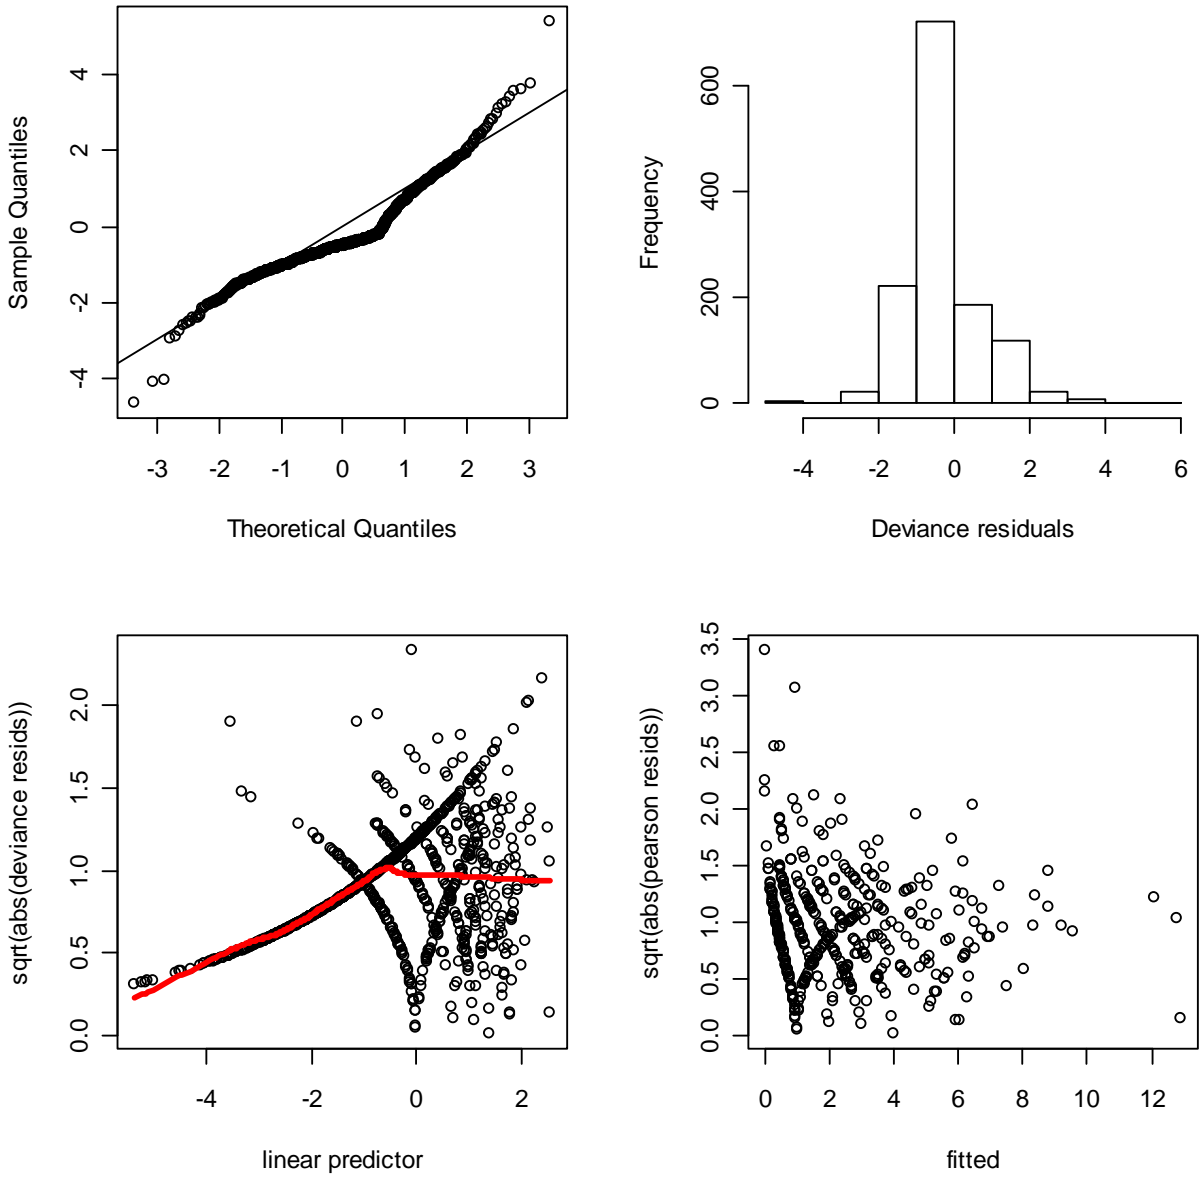 4
2
0
-2
-4
Sample Quantiles
-3 -2 -1 0 1 2 3
Theoretical Quantiles
600
400
200
0
Frequency
-4 -2 0 2 4 6
Deviance residuals
2.0
1.5
1.0
0.5
0.0
sqrt(abs(deviance resids))
-4 -2 0 2
linear predictor
3.5
3.0
2.5
2.0
1.5
1.0
0.5
0.0
sqrt(abs(pearson resids))
0 2 4 6 8 10 12
fitted